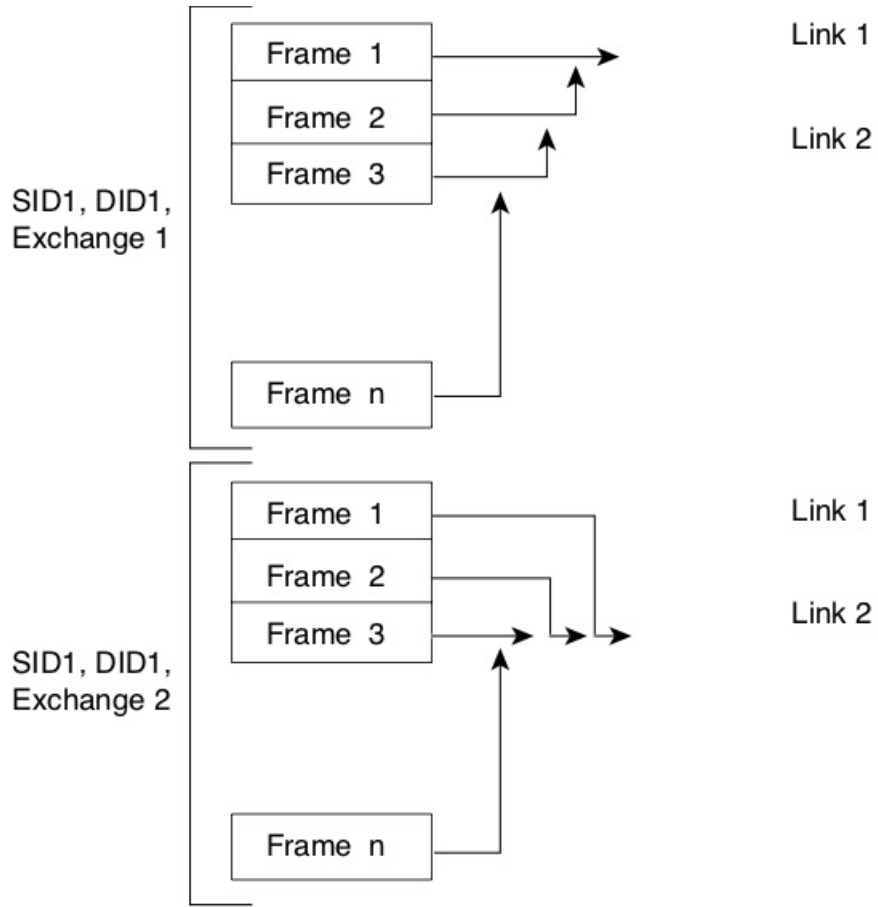 Frame 1
Link 1
Frame 2
Link 2
Frame 3
SID1, DID1,
Exchange 1
Frame n
Frame 1
Link 1
Frame 2
Link 2
Frame 3
SID1, DID1,
Exchange 2
Frame n